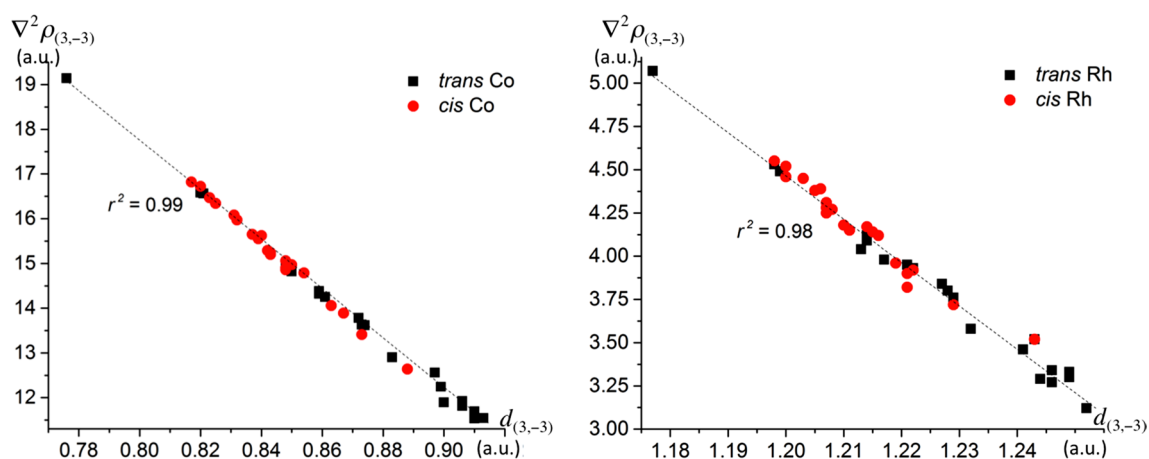 ∇²ρ(3,−3)
(a.u.)
19
18
17
16
15
14
13
12
trans Co
cis Co
r² = 0.99
d(3,−3)
0.78 0.80 0.82 0.84 0.86 0.88 0.90 (a.u.)
∇²ρ(3,−3)
(a.u.)
5.00
4.75
4.50
4.25
4.00
3.75
3.50
3.25
3.00
trans Rh
cis Rh
r² = 0.98
d(3,−3)
1.18 1.19 1.20 1.21 1.22 1.23 1.24 (a.u.)